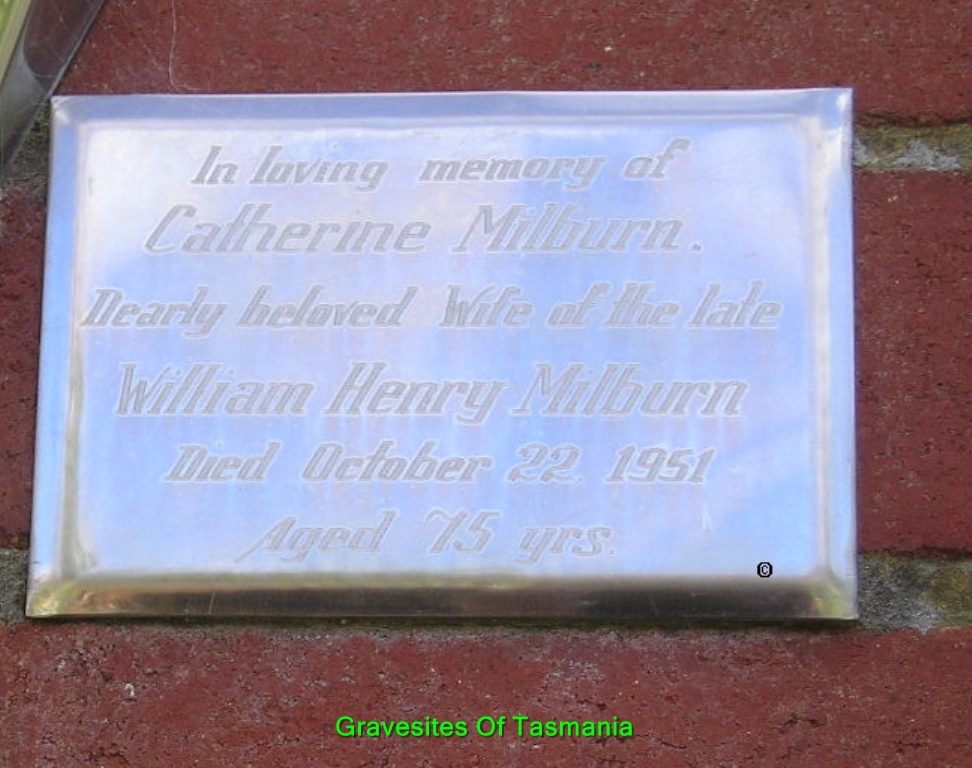 In loving memory of
Catherine Milburn.
Dearly beloved Wife of the late
William Henry Milburn
Died October 22. 1951
Aged 75 yrs.
©
Gravesites Of Tasmania